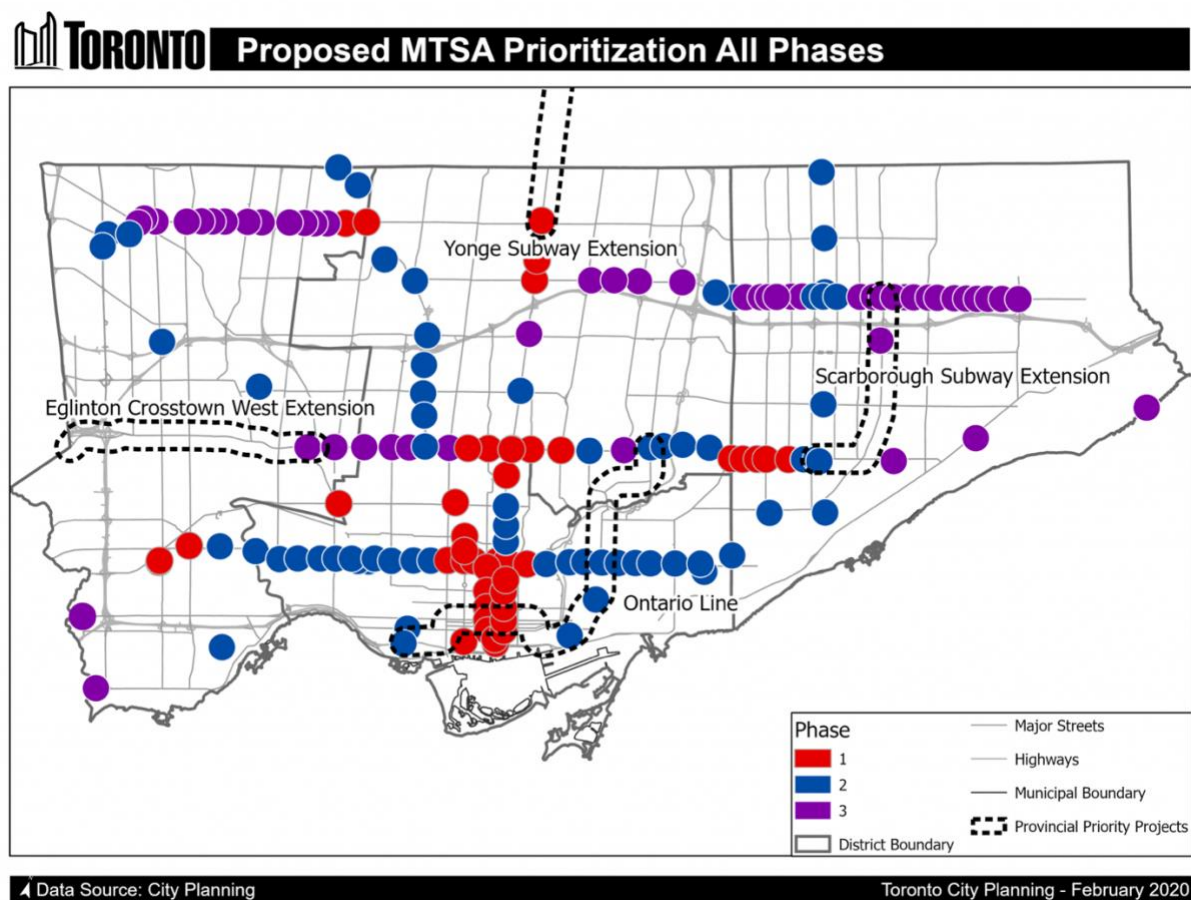 TORONTO
Proposed MTSA Prioritization All Phases
Yonge Subway Extension
Scarborough Subway Extension
Eglinton Crosstown West Extension
Ontario Line
Phase
1
2
3
District Boundary
Major Streets
Highways
Municipal Boundary
Provincial Priority Projects
Data Source: City Planning
Toronto City Planning - February 2020